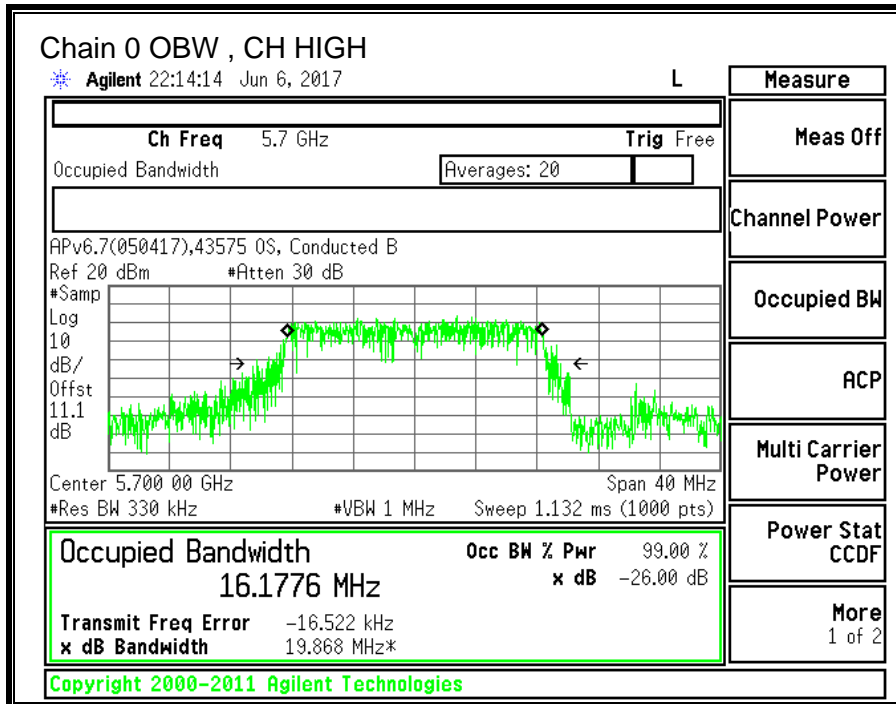 Chain 0 OBW , CH HIGH
Agilent 22:14:14 Jun 6, 2017 L
Measure
Ch Freq 5.7 GHz Trig Free
Occupied Bandwidth Averages: 20
APv6.7(050417),43575 OS, Conducted B
Ref 20 dBm #Atten 30 dB
#Samp
Log
10
dB/
Offst
11.1
dB
Center 5.700 00 GHz Span 40 MHz
#Res BW 330 kHz #VBW 1 MHz Sweep 1.132 ms (1000 pts)
Occupied Bandwidth Occ BW % Pwr 99.00 %
16.1776 MHz x dB -26.00 dB
Transmit Freq Error -16.522 kHz
x dB Bandwidth 19.868 MHz*
Copyright 2000-2011 Agilent Technologies
Meas Off
Channel Power
Occupied BW
ACP
Multi Carrier
Power
Power Stat
CCDF
More
1 of 2